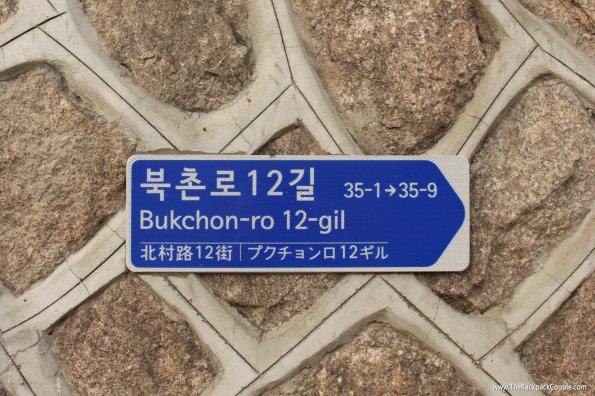 북촌로12길 35-1→35-9
Bukchon-ro 12-gil
北村路12街 | プクチョンロ12ギル
www.TheBackpackCouple.com